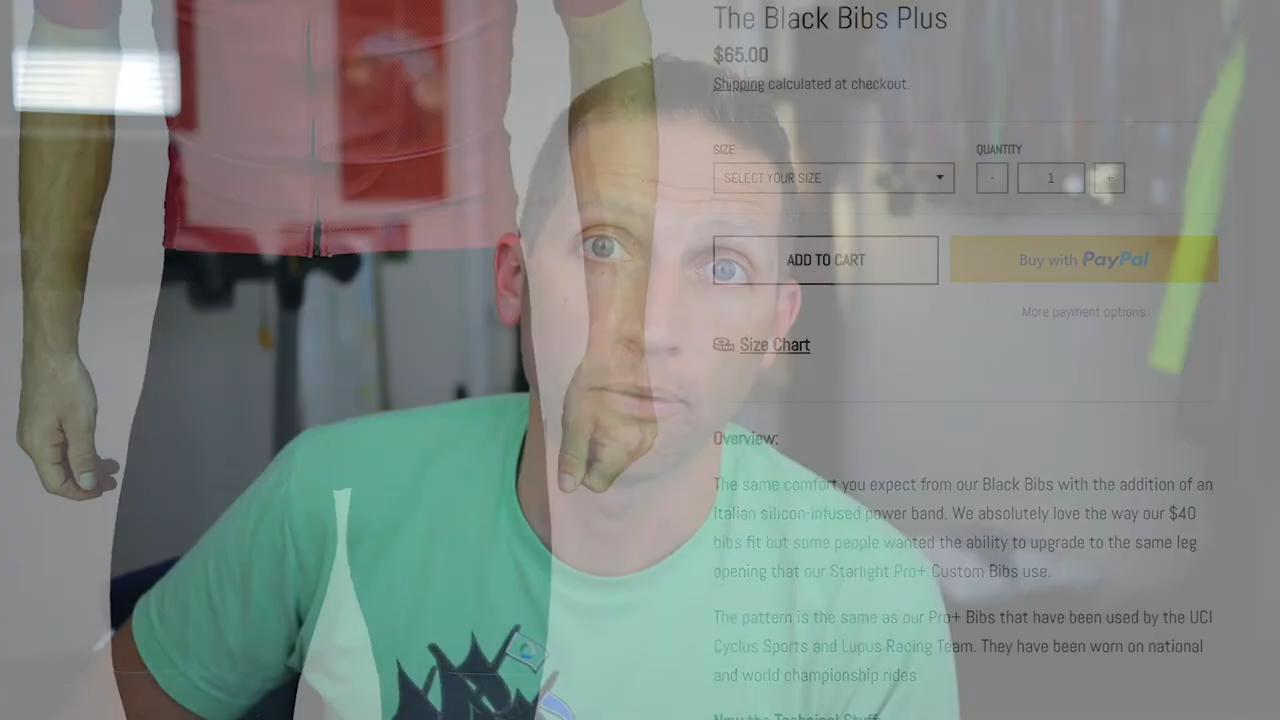 The Black Bibs Plus
$65.00
Shipping calculated at checkout.
SIZE
QUANTITY
SELECT YOUR SIZE
- 1 +
ADD TO CART
Buy with PayPal
More payment options
Size Chart
Overview:
The same comfort you expect from our Black Bibs with the addition of an
Italian silicon-infused power band. We absolutely love the way our $40
bibs fit but some people wanted the ability to upgrade to the same leg
opening that our Starlight Pro+ Custom Bibs use.
The pattern is the same as our Pro+ Bibs that have been used by the UCI
Cyclus Sports and Lupus Racing Team. They have been worn on national
and world championship rides
Now the Technical Stuff: